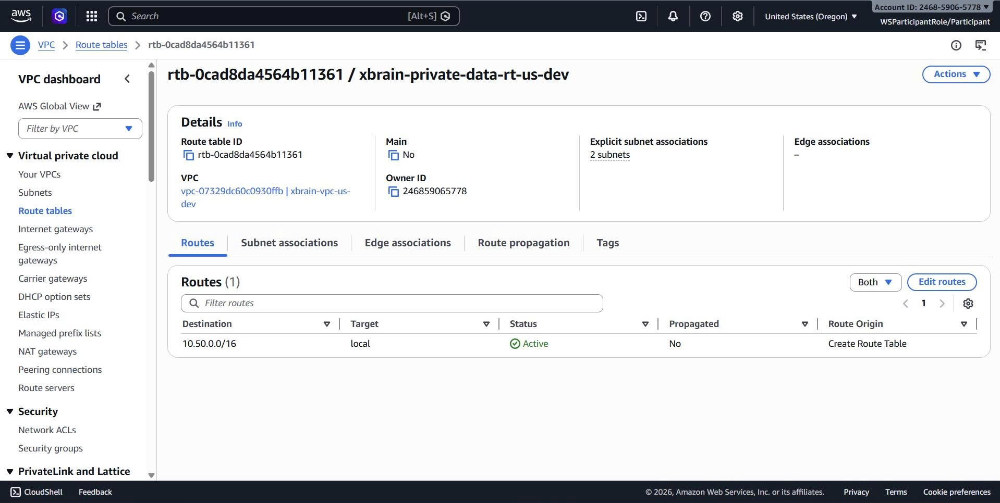 aws
Search
[Alt+S]
United States (Oregon)
Account ID: 2468-5906-5778
WSParticipantRole/Participant
VPC
Route tables
rtb-0cad8da4564b11361
VPC dashboard
AWS Global View
Filter by VPC
Virtual private cloud
Your VPCs
Subnets
Route tables
Internet gateways
Egress-only internet
gateways
Carrier gateways
DHCP option sets
Elastic IPs
Managed prefix lists
NAT gateways
Peering connections
Route servers
Security
Network ACLs
Security groups
PrivateLink and Lattice
rtb-0cad8da4564b11361 / xbrain-private-data-rt-us-dev
Actions
Details Info
Route table ID
rtb-0cad8da4564b11361
Main
No
Explicit subnet associations
2 subnets
Edge associations
–
VPC
vpc-07329dc60c0930ffb | xbrain-vpc-us-
dev
Owner ID
246859065778
Routes
Subnet associations
Edge associations
Route propagation
Tags
Routes (1)
Both
Edit routes
Filter routes
1
Destination Target Status Propagated Route Origin
10.50.0.0/16 local Active No Create Route Table
CloudShell
Feedback
© 2026, Amazon Web Services, Inc. or its affiliates.
Privacy
Terms
Cookie preferences